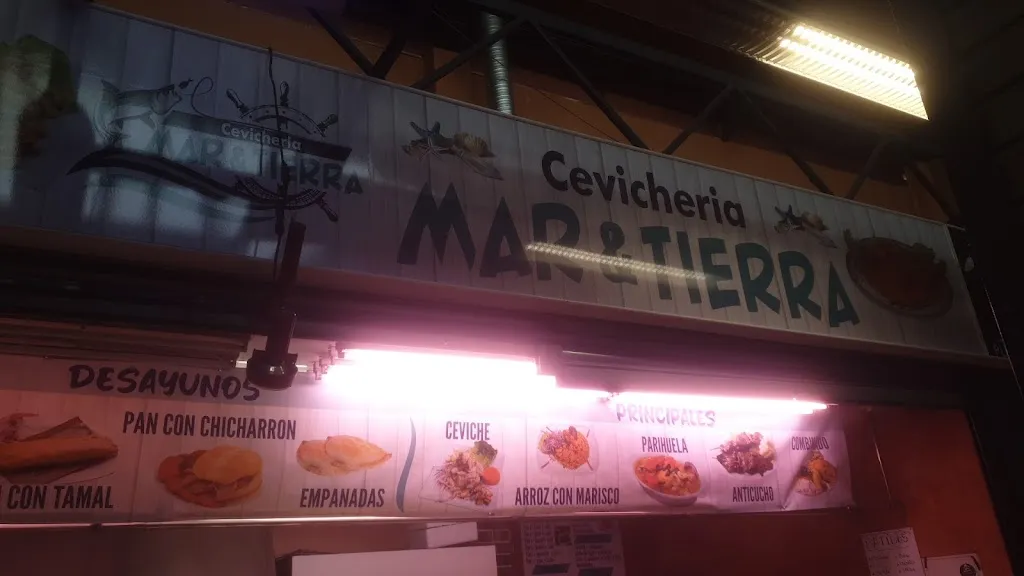 Cevicheria
MAR & TIERRA
Cevicheria
MAR & TIERRA
DESAYUNOS
CON TAMAL
PAN CON CHICHARRON
EMPANADAS
PRINCIPALES
CEVICHE
ARROZ CON MARISCO
PARIHUELA
ANTICUCHO
COMBINADO